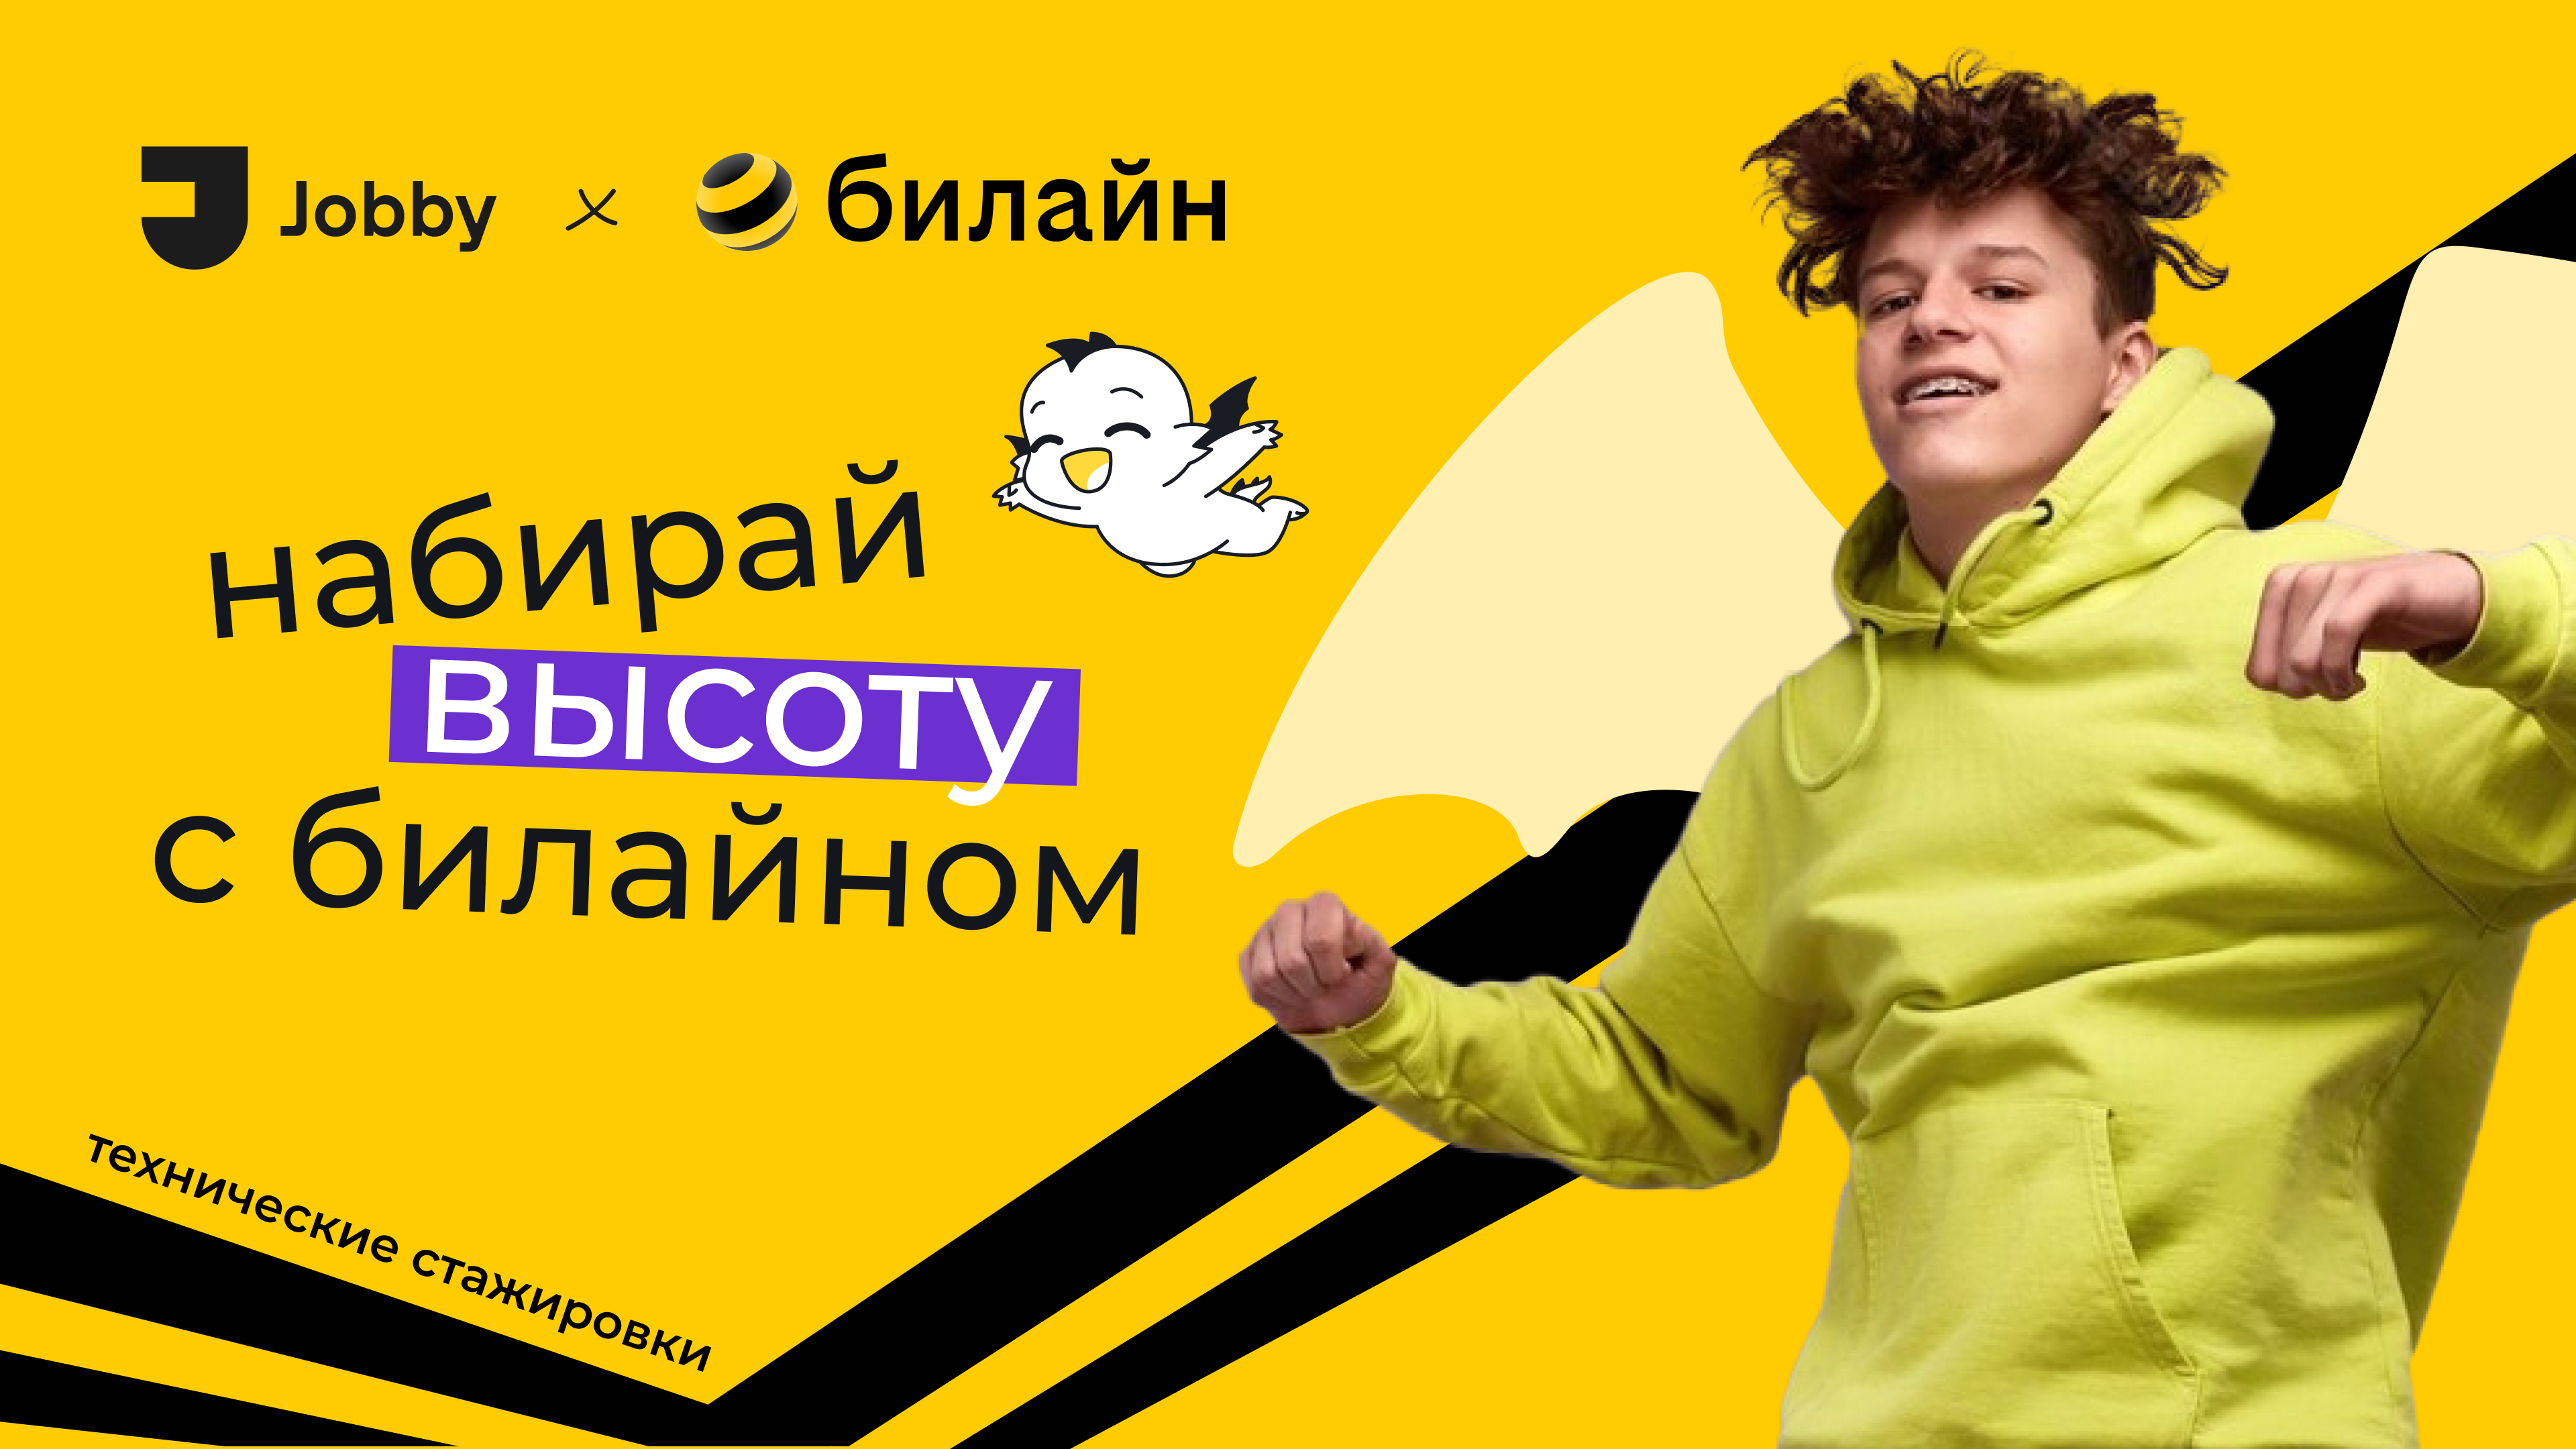 Jobby x билайн
набирай
высоту
с билайном
технические стажировки